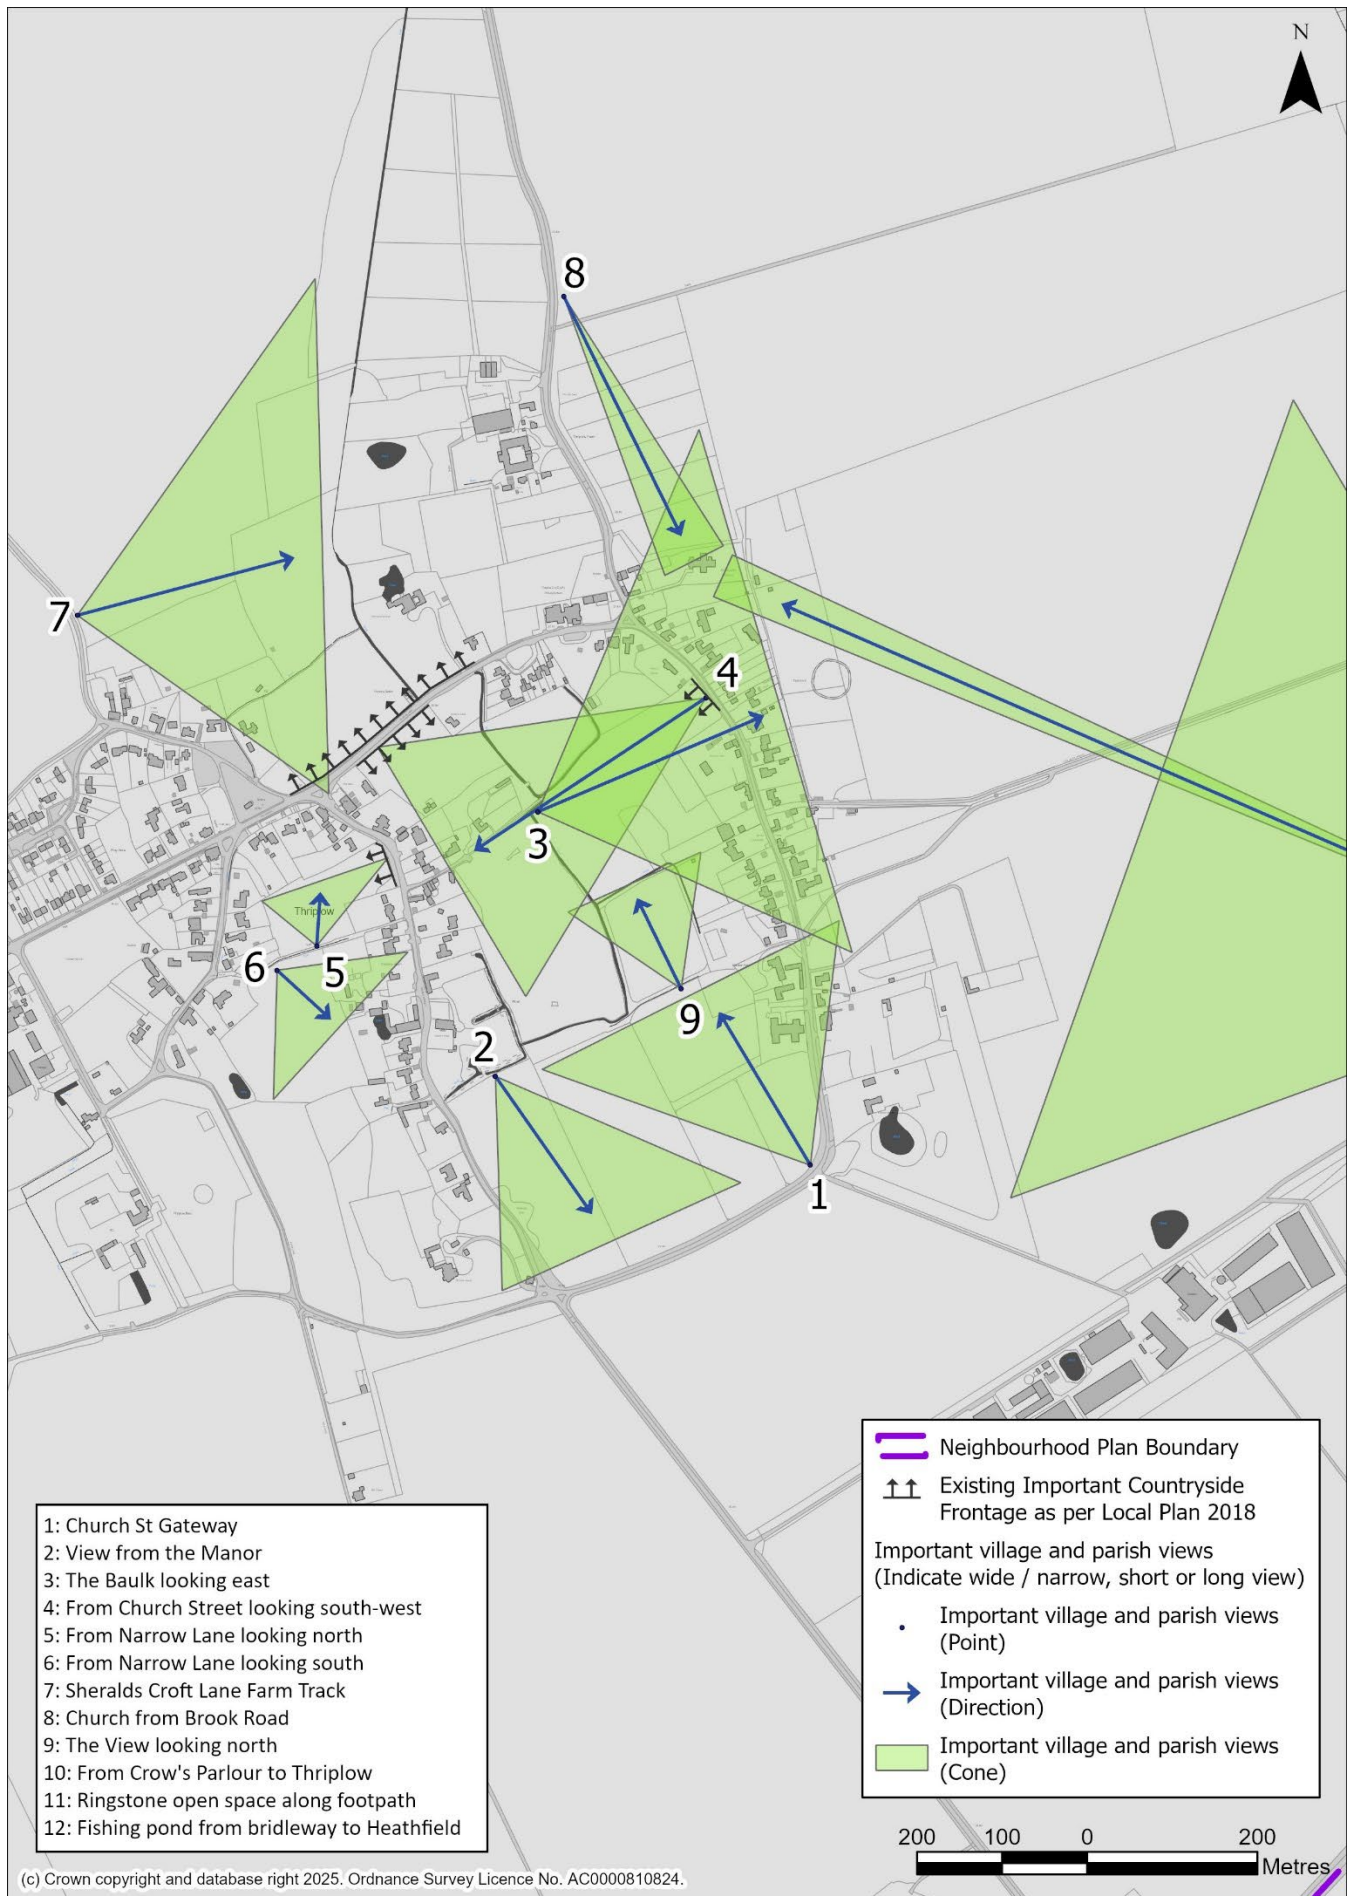 N
8
7
4
3
6
5
9
2
1
Thriplow
1: Church St Gateway
2: View from the Manor
3: The Baulk looking east
4: From Church Street looking south-west
5: From Narrow Lane looking north
6: From Narrow Lane looking south
7: Sheralds Croft Lane Farm Track
8: Church from Brook Road
9: The View looking north
10: From Crow's Parlour to Thriplow
11: Ringstone open space along footpath
12: Fishing pond from bridleway to Heathfield
Neighbourhood Plan Boundary
Existing Important Countryside
Frontage as per Local Plan 2018
Important village and parish views
(Indicate wide / narrow, short or long view)
Important village and parish views
(Point)
Important village and parish views
(Direction)
Important village and parish views
(Cone)
200 100 0 200
Metres
(c) Crown copyright and database right 2025. Ordnance Survey Licence No. AC0000810824.